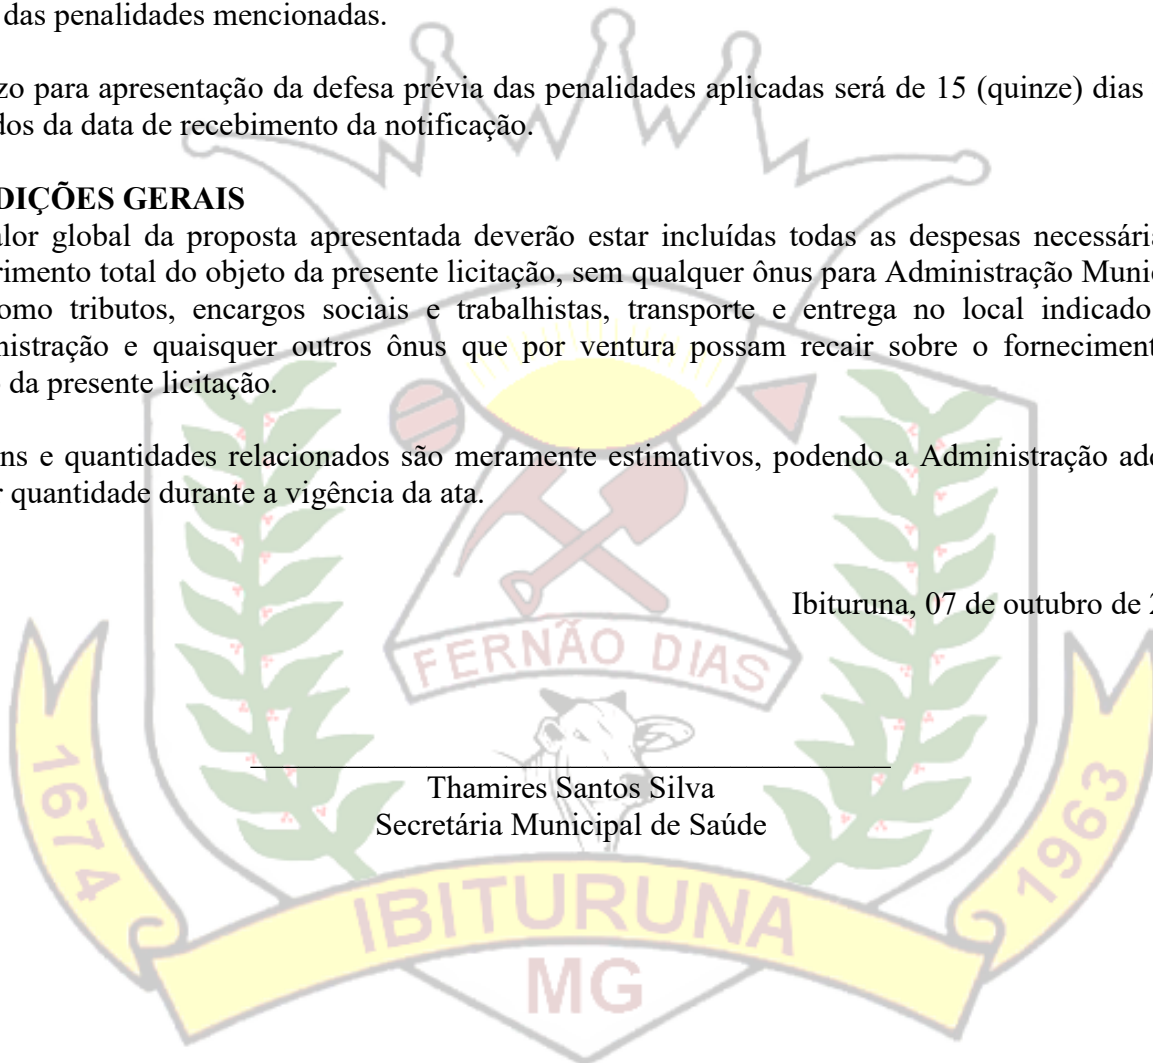 das penalidades mencionadas.
zo para apresentação da defesa prévia das penalidades aplicadas será de 15 (quinze) dias
dos da data de recebimento da notificação.
DIÇÕES GERAIS
alor global da proposta apresentada deverão estar incluídas todas as despesas necessária
rimento total do objeto da presente licitação, sem qualquer ônus para Administração Munic
omo tributos, encargos sociais e trabalhistas, transporte e entrega no local indicado
nistração e quaisquer outros ônus que por ventura possam recair sobre o forneciment
da presente licitação.
ns e quantidades relacionados são meramente estimativos, podendo a Administração adq
r quantidade durante a vigência da ata.
Ibituruna, 07 de outubro de
FERNÃO DIAS
Thamires Santos Silva
Secretária Municipal de Saúde
1674
1963
IBITURUNA
MG